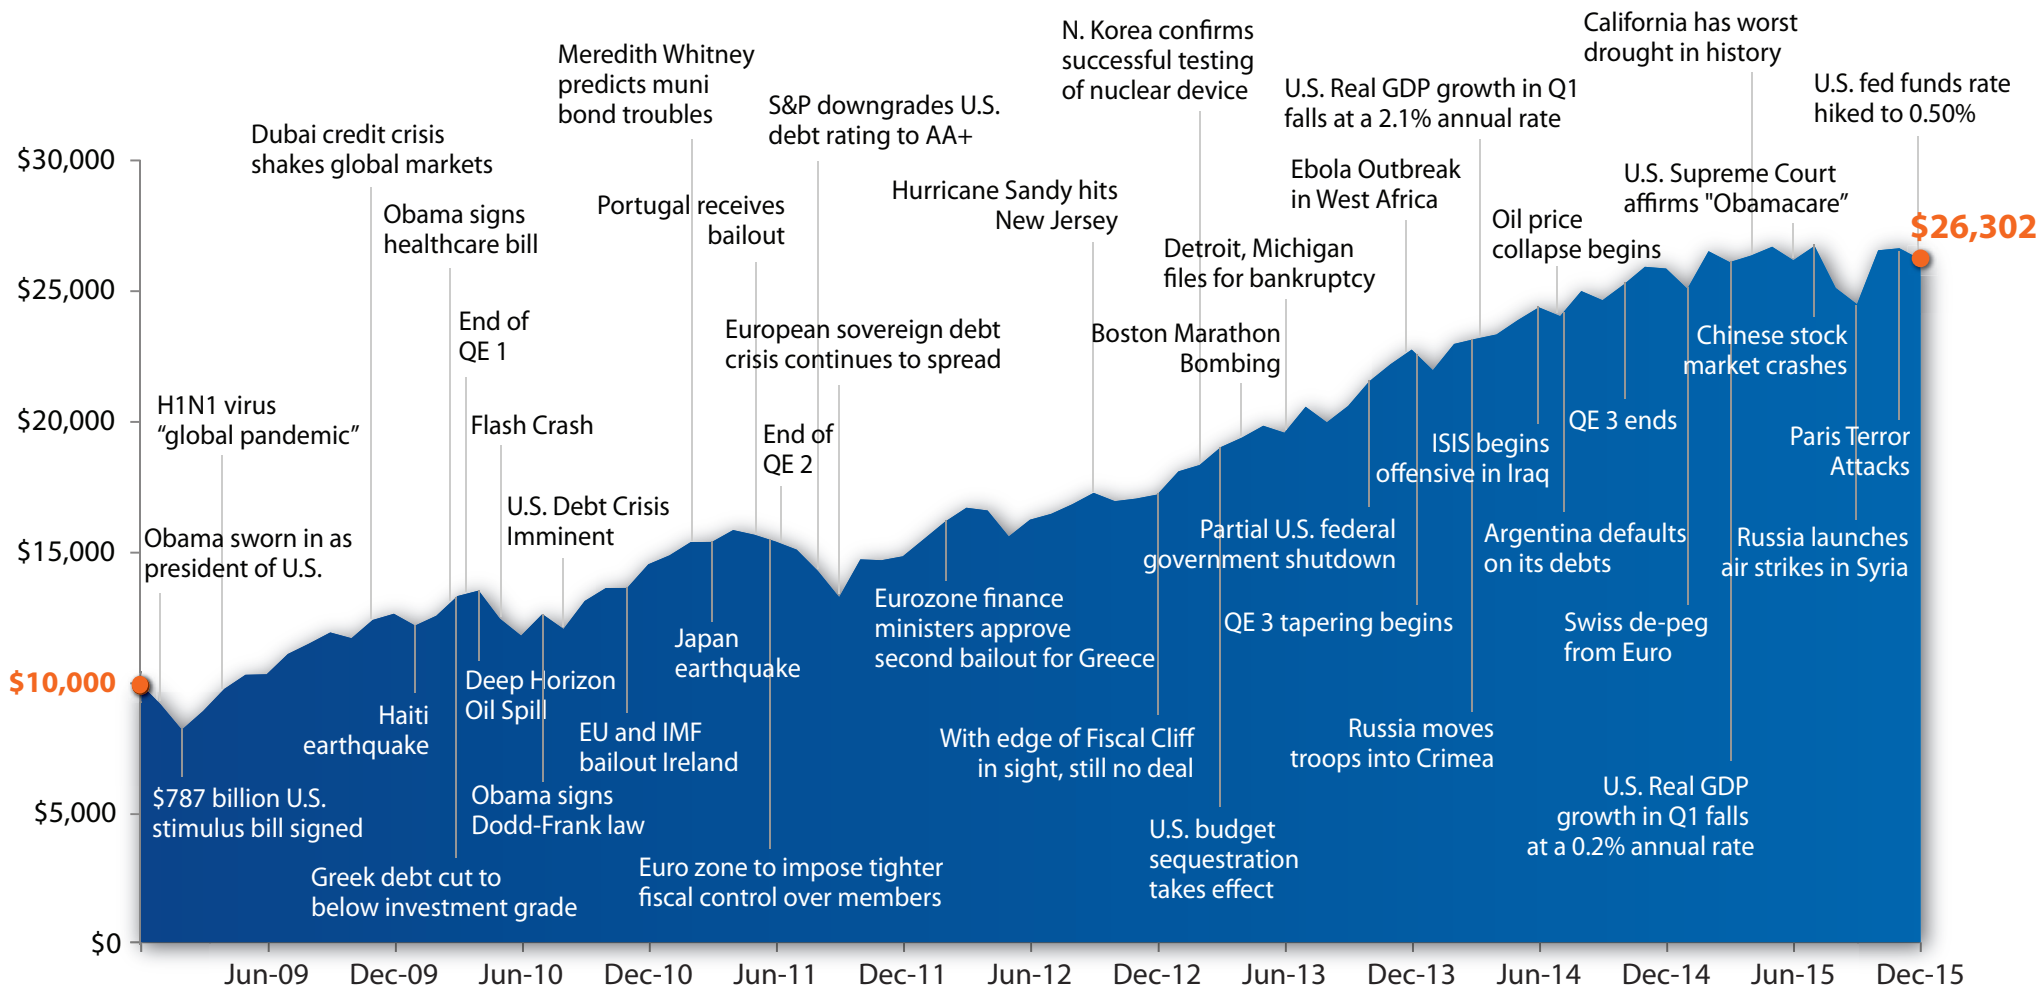 California has worst
drought in history
N. Korea confirms
successful testing
of nuclear device
Meredith Whitney
predicts muni
bond troubles
U.S. fed funds rate
hiked to 0.50%
U.S. Real GDP growth in Q1
falls at a 2.1% annual rate
S&P downgrades U.S.
debt rating to AA+
Dubai credit crisis
shakes global markets
$30,000
Ebola Outbreak
in West Africa
U.S. Supreme Court
affirms "Obamacare”
Hurricane Sandy hits
New Jersey
Portugal receives
bailout
Obama signs
healthcare bill
Oil price
collapse begins
$26,302
Detroit, Michigan
files for bankruptcy
$25,000
End of
QE 1
European sovereign debt
crisis continues to spread
Boston Marathon
Bombing
Chinese stock
market crashes
H1N1 virus
“global pandemic”
$20,000
Flash Crash
End of
QE 2
QE 3 ends
ISIS begins
offensive in Iraq
Paris Terror
Attacks
U.S. Debt Crisis
Imminent
Partial U.S. federal
government shutdown
Argentina defaults
on its debts
Russia launches
air strikes in Syria
$15,000
Obama sworn in as
president of U.S.
Eurozone finance
ministers approve
second bailout for Greece
QE 3 tapering begins
Swiss de-peg
from Euro
Japan
earthquake
$10,000
Deep Horizon
Oil Spill
Haiti
earthquake
EU and IMF
bailout Ireland
With edge of Fiscal Cliff
in sight, still no deal
Russia moves
troops into Crimea
$5,000
$787 billion U.S.
stimulus bill signed
Obama signs
Dodd-Frank law
U.S. Real GDP
growth in Q1 falls
at a 0.2% annual rate
U.S. budget
sequestration
takes effect
Euro zone to impose tighter
fiscal control over members
Greek debt cut to
below investment grade
$0
Jun-09 Dec-09 Jun-10 Dec-10 Jun-11 Dec-11 Jun-12 Dec-12 Jun-13 Dec-13 Jun-14 Dec-14 Jun-15 Dec-15